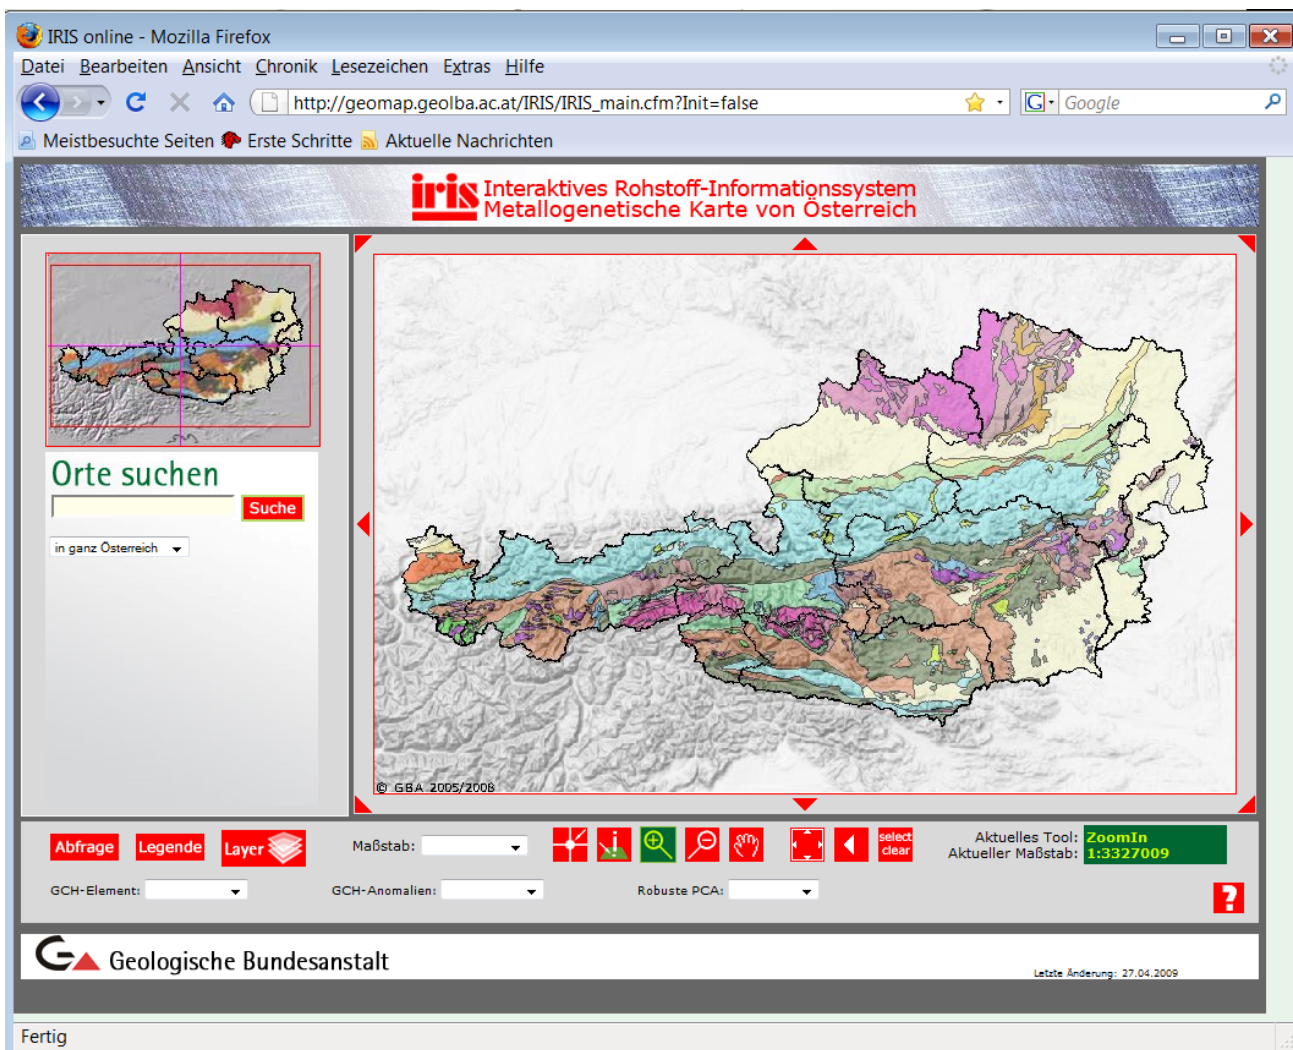 IRIS online - Mozilla Firefox
Datei Bearbeiten Ansicht Chronik Lesezeichen Extras Hilfe
http://geomap.geolba.ac.at/IRIS/IRIS_main.cfm?Init=false
G Google
Meistbesuchte Seiten Erste Schritte Aktuelle Nachrichten
iris Interaktives Rohstoff-Informationssystem
Metallogenetische Karte von Österreich
Orte suchen
Suche
in ganz Österreich
© GBA 2005/2008
Abfrage Legende Layer Maßstab: select clear
Aktuelles Tool: ZoomIn
Aktueller Maßstab: 1:3327009
GCH-Element: GCH-Anomalien: Robuste PCA: ?
Geologische Bundesanstalt
Letzte Änderung: 27.04.2009
Fertig